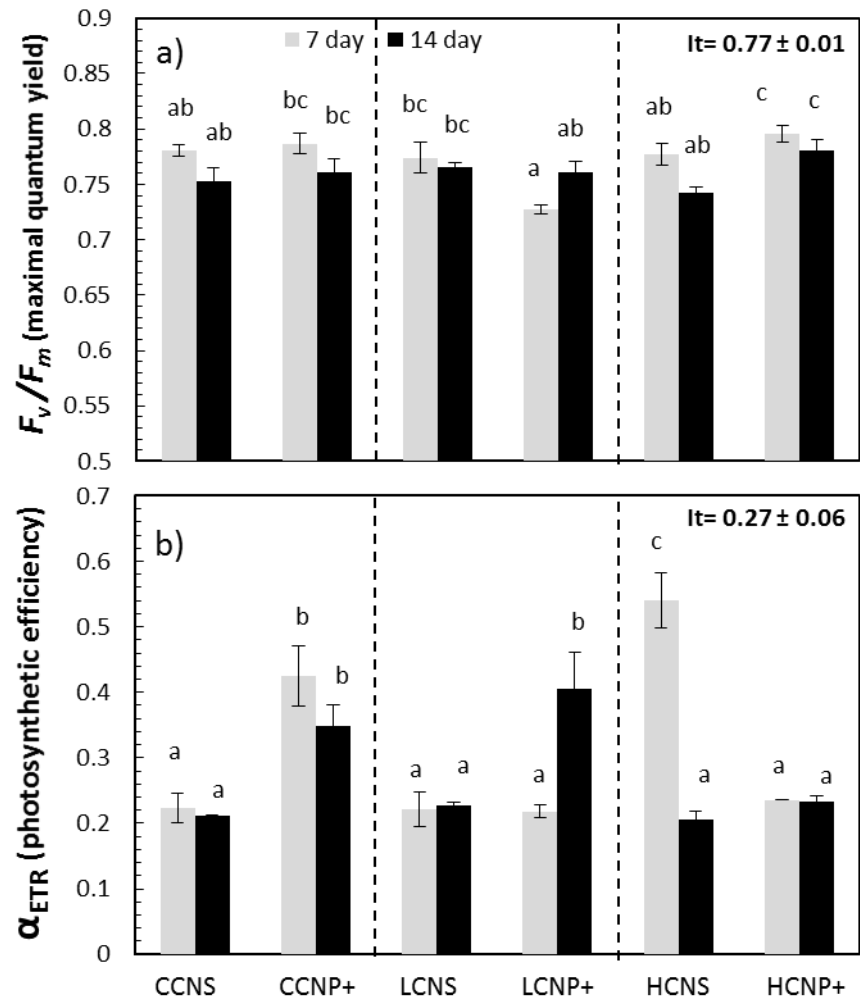 a)
7 day 14 day
It= 0.77 ± 0.01
0.9
0.85
0.8
0.75
0.7
0.65
0.6
0.55
0.5
Fv/Fm (maximal quantum yield)
ab ab bc bc bc bc a ab ab ab c c
b)
It= 0.27 ± 0.06
0.7
0.6
0.5
0.4
0.3
0.2
0.1
0
αETR (photosynthetic efficiency)
a a b b a a a b c a a a
CCNS CCNP+ LCNS LCNP+ HCNS HCNP+